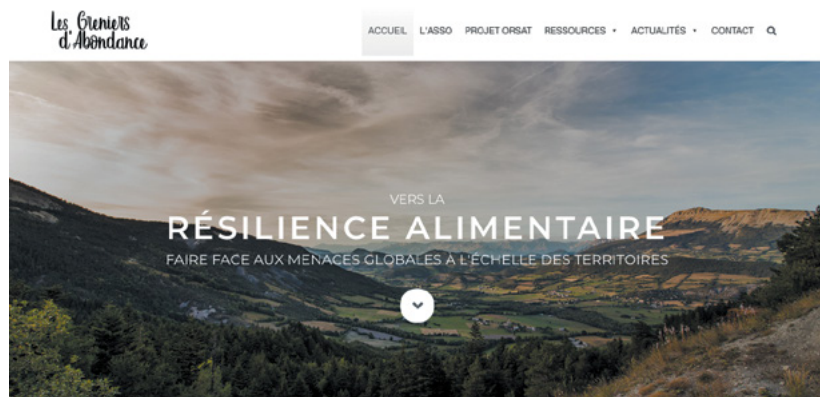 Les Greniers
d'Abondance
ACCUEIL L'ASSO PROJET ORSAT RESSOURCES ACTUALITÉS CONTACT
VERS LA
RÉSILIENCE ALIMENTAIRE
FAIRE FACE AUX MENACES GLOBALES À L'ÉCHELLE DES TERRITOIRES